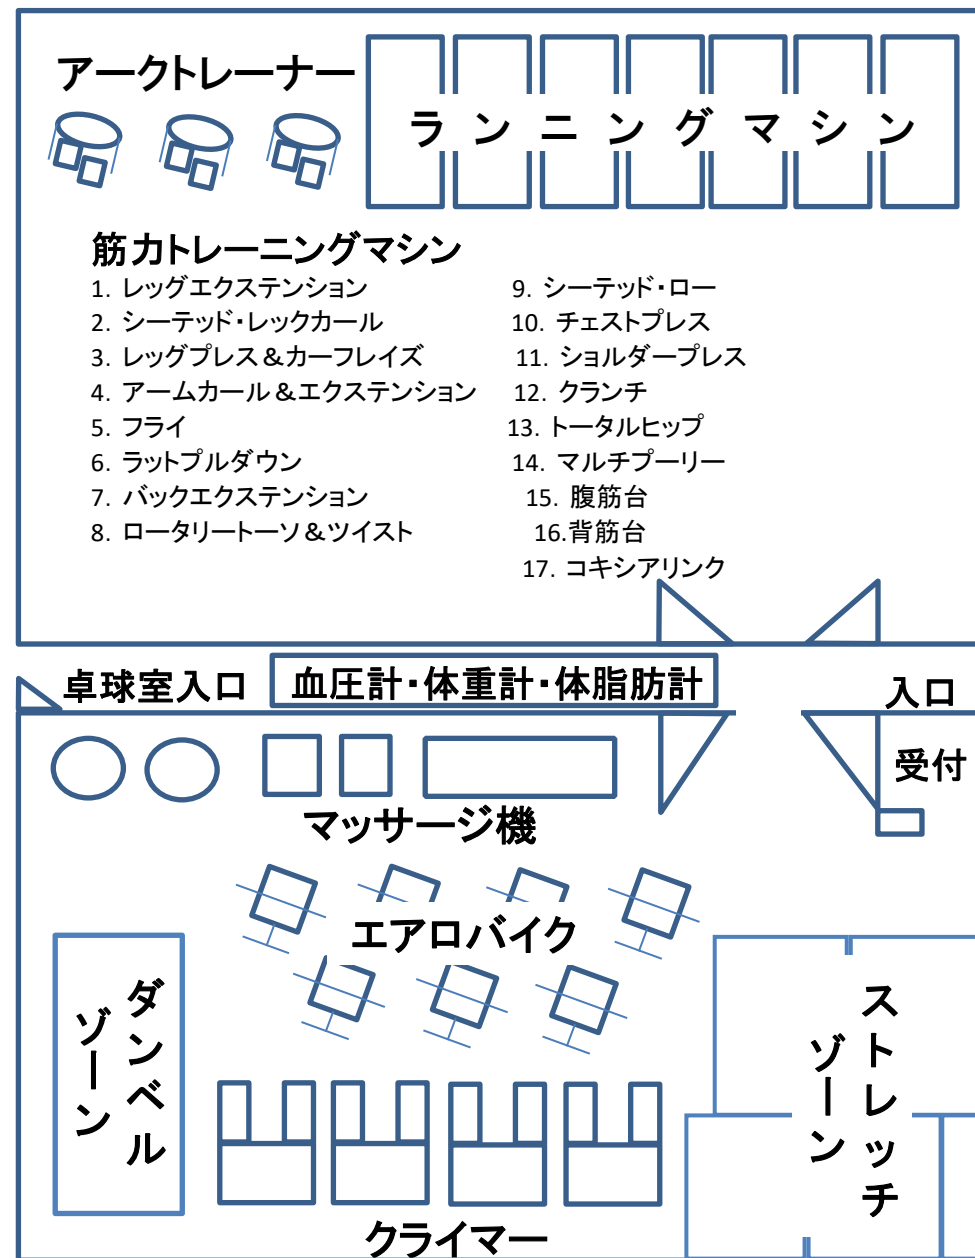 アークトレーナー
ランニングマシン
筋力トレーニングマシン
1. レッグエクステンション
2. シーテッド・レックカール
3. レッグプレス＆カーフレイズ
4. アームカール＆エクステンション
5. フライ
6. ラットプルダウン
7. バックエクステンション
8. ロータリートーソ＆ツイスト
9. シーテッド・ロー
10. チェストプレス
11. ショルダープレス
12. クランチ
13. トータルヒップ
14. マルチプーリー
15. 腹筋台
16.背筋台
17. コキシアリンク
卓球室入口
血圧計・体重計・体脂肪計
入口
受付
マッサージ機
エアロバイク
ダンベル
ゾーン
ストレッチ
ゾーン
クライマー